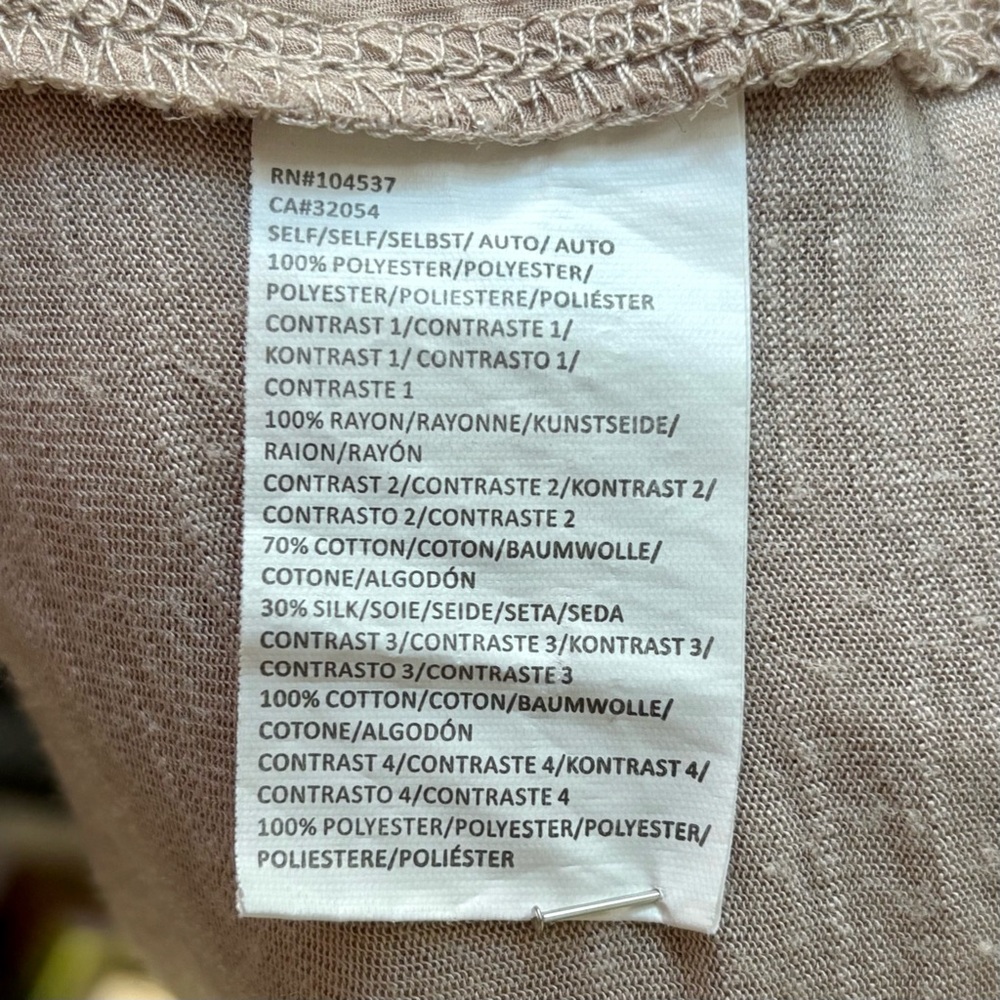 RN#104537
CA#32054
SELF/SELF/SELBST/ AUTO/ AUTO
100% POLYESTER/POLYESTER/
POLYESTER/POLIESTERE/POLIÉSTER
CONTRAST 1/CONTRASTE 1/
KONTRAST 1/ CONTRASTO 1/
CONTRASTE 1
100% RAYON/RAYONNE/KUNSTSEIDE/
RAION/RAYÓN
CONTRAST 2/CONTRASTE 2/KONTRAST 2/
CONTRASTO 2/CONTRASTE 2
70% COTTON/COTON/BAUMWOLLE/
COTONE/ALGODÓN
30% SILK/SOIE/SEIDE/SETA/SEDA
CONTRAST 3/CONTRASTE 3/KONTRAST 3/
CONTRASTO 3/CONTRASTE 3
100% COTTON/COTON/BAUMWOLLE/
COTONE/ALGODÓN
CONTRAST 4/CONTRASTE 4/KONTRAST 4/
CONTRASTO 4/CONTRASTE 4
100% POLYESTER/POLYESTER/POLYESTER/
POLIESTERE/POLIÉSTER